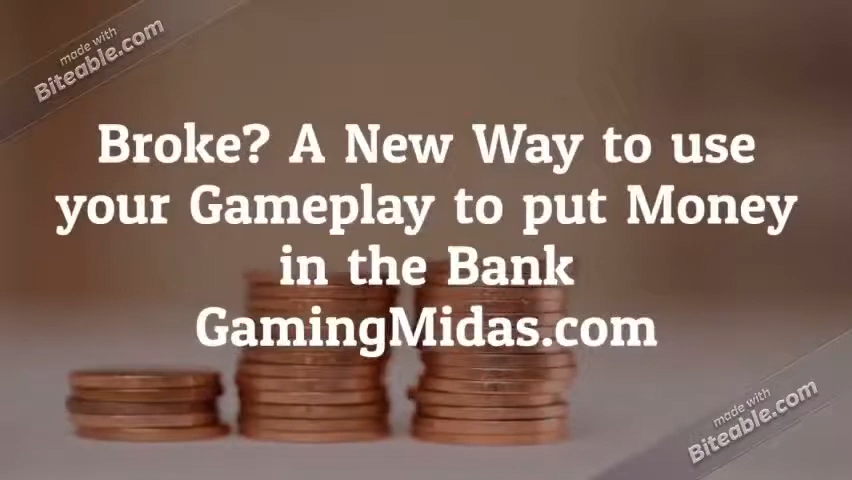 made with
Biteable.com
Broke? A New Way to use
your Gameplay to put Money
in the Bank
GamingMidas.com
made with
Biteable.com